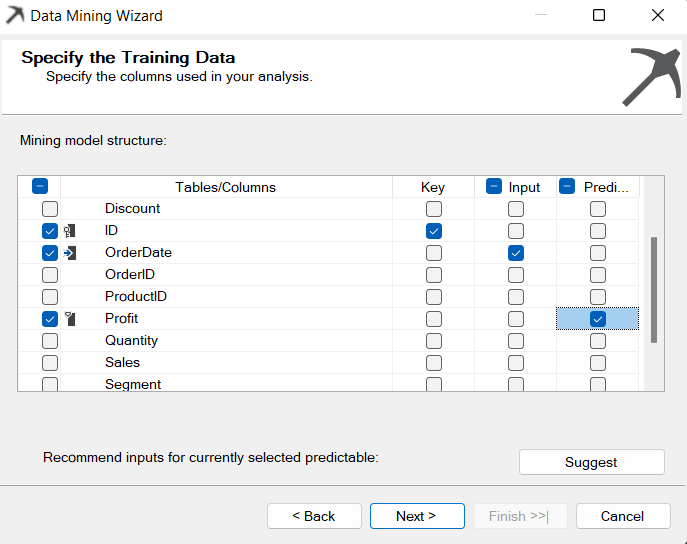 Data Mining Wizard
Specify the Training Data
Specify the columns used in your analysis.
Mining model structure:
Tables/Columns Key Input Predi...
Discount
ID
OrderDate
OrderID
ProductID
Profit
Quantity
Sales
Segment
Recommend inputs for currently selected predictable:
Suggest
< Back Next > Finish >>| Cancel